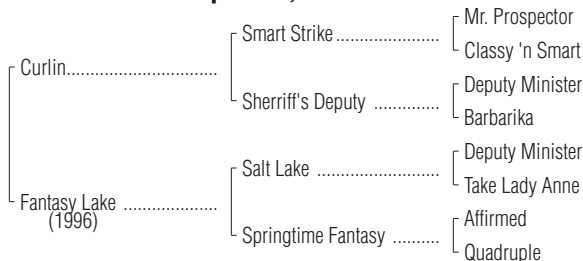 Mr. Prospector
Smart Strike
Classy 'n Smart
Curlin
Deputy Minister
Sherriff's Deputy
Barbarika
Deputy Minister
Salt Lake
Take Lady Anne
Fantasy Lake
(1996)
Affirmed
Springtime Fantasy
Quadruple